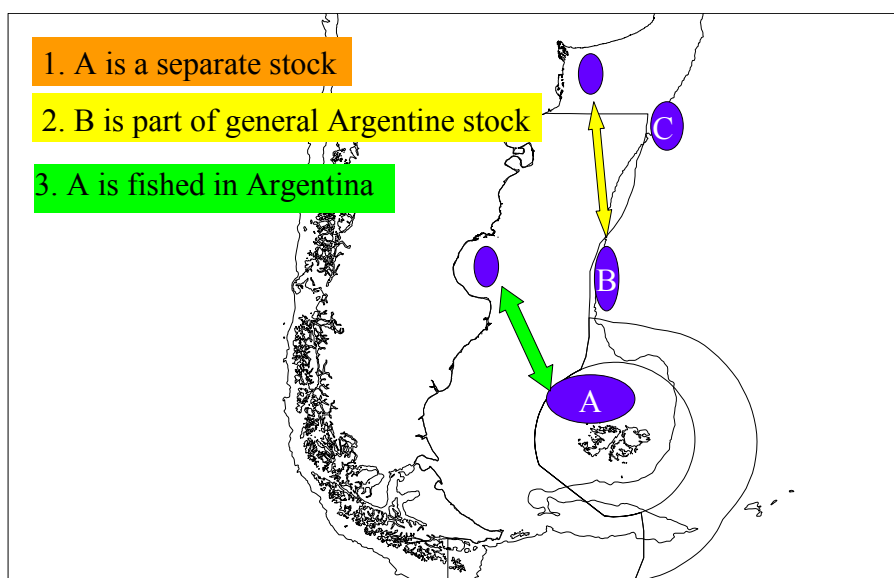 1. A is a separate stock
2. B is part of general Argentine stock
3. A is fished in Argentina
C
B
A